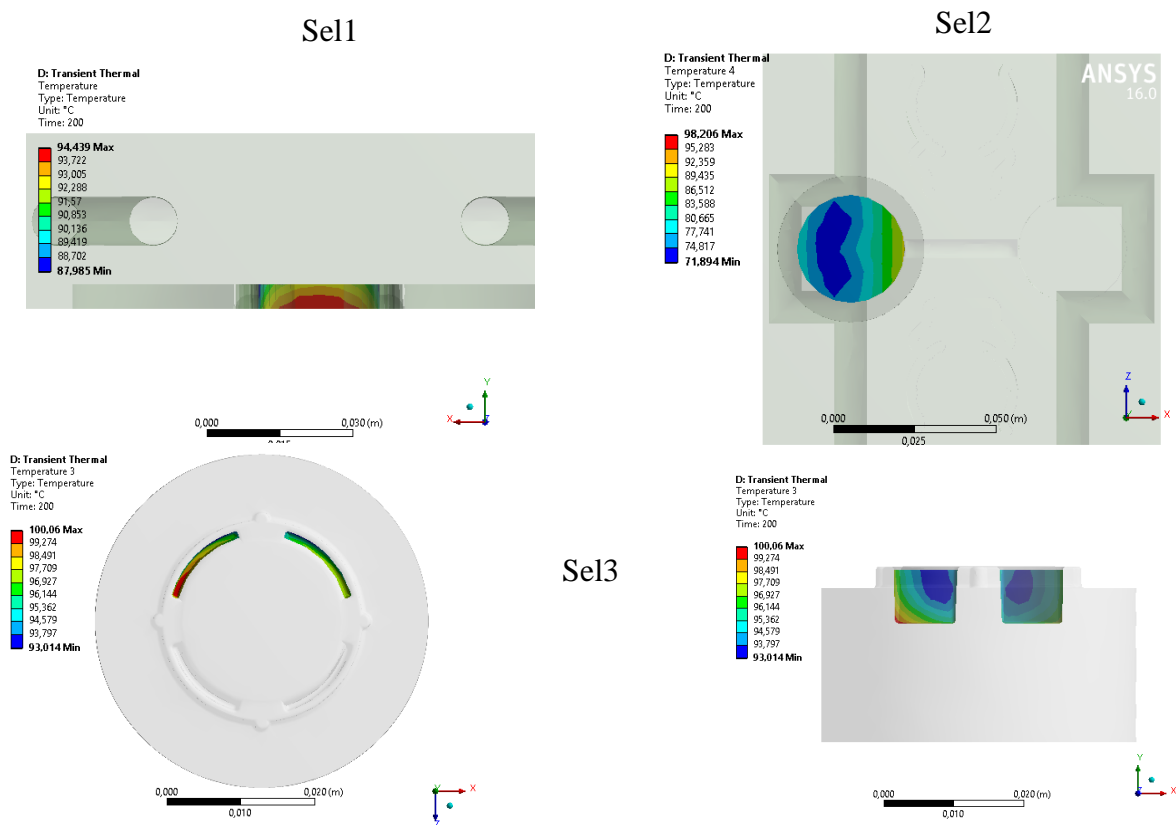 Sel1
D: Transient Thermal
Temperature
Type: Temperature
Unit: °C
Time: 200
94,439 Max
93,722
93,005
92,288
91,57
90,853
90,136
89,419
88,702
87,985 Min
Y
X
Z
0,000
0,030 (m)
0,015
Sel2
D: Transient Thermal
Temperature 4
Type: Temperature
Unit: °C
Time: 200
ANSYS
16.0
98,206 Max
95,283
92,359
89,435
86,512
83,588
80,665
77,741
74,817
71,894 Min
Z
Y
X
0,000
0,050 (m)
0,025
D: Transient Thermal
Temperature 3
Type: Temperature
Unit: °C
Time: 200
100,06 Max
99,274
98,491
97,709
96,927
96,144
95,362
94,579
93,797
93,014 Min
0,000
0,020 (m)
0,010
Y
X
Z
Sel3
D: Transient Thermal
Temperature 3
Type: Temperature
Unit: °C
Time: 200
100,06 Max
99,274
98,491
97,709
96,927
96,144
95,362
94,579
93,797
93,014 Min
0,000
0,020 (m)
0,010
Y
Z
X